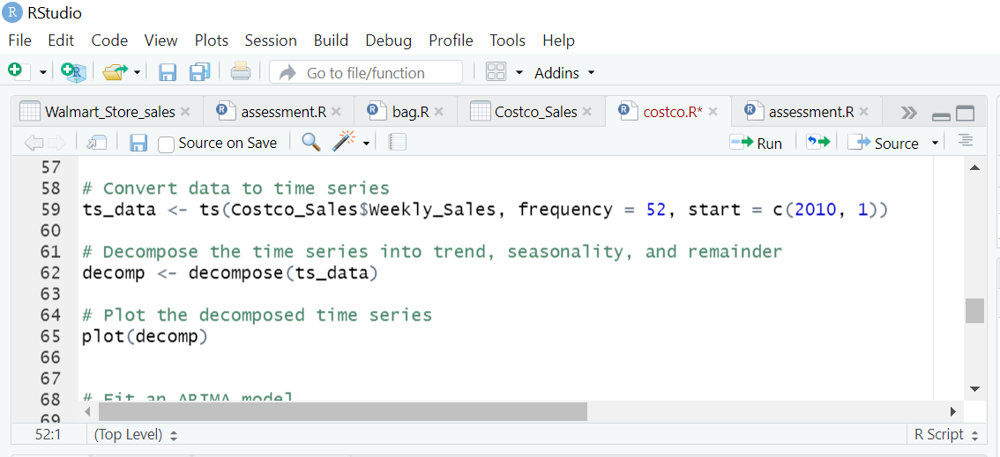 R RStudio
File Edit Code View Plots Session Build Debug Profile Tools Help
R Go to file/function Addins
Walmart_Store_sales R assessment.R R bag.R Costco_Sales R costco.R* R assessment.R
Source on Save Run Source
57
58 # Convert data to time series
59 ts_data <- ts(Costco_Sales$Weekly_Sales, frequency = 52, start = c(2010, 1))
60
61 # Decompose the time series into trend, seasonality, and remainder
62 decomp <- decompose(ts_data)
63
64 # Plot the decomposed time series
65 plot(decomp)
66
67
68 # Fit an ARIMA model
69
52:1 (Top Level) R Script